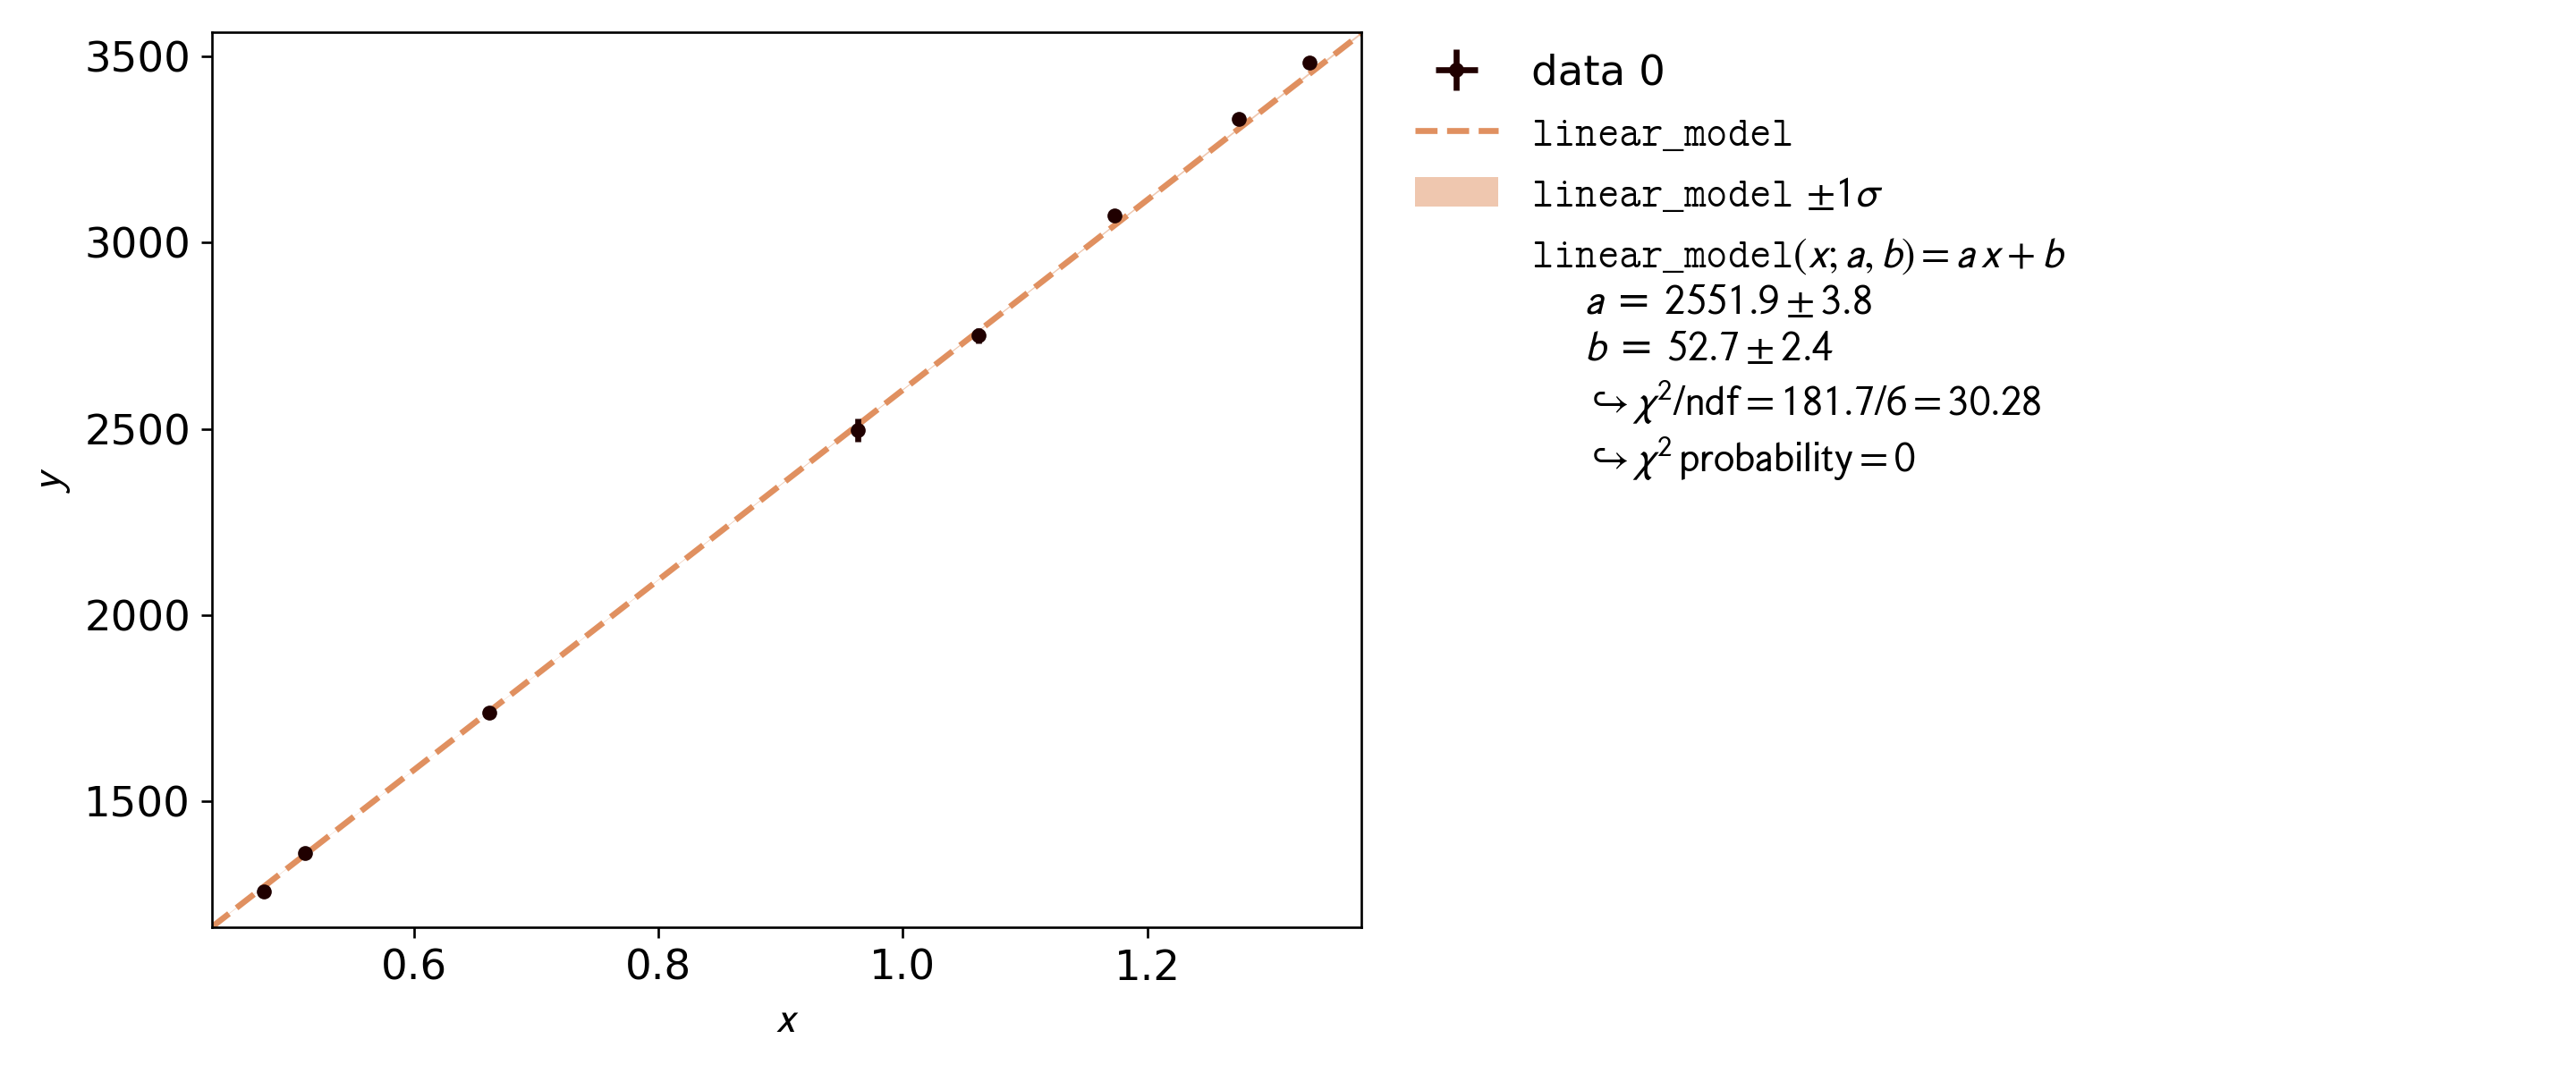 3500
3000
2500
2000
1500
y
0.6 0.8 1.0 1.2
x
data 0
linear_model
linear_model ±1σ
linear_model(x; a, b) = a x + b
a = 2551.9 ± 3.8
b = 52.7 ± 2.4
↪ χ²/ndf = 181.7/6 = 30.28
↪ χ² probability = 0